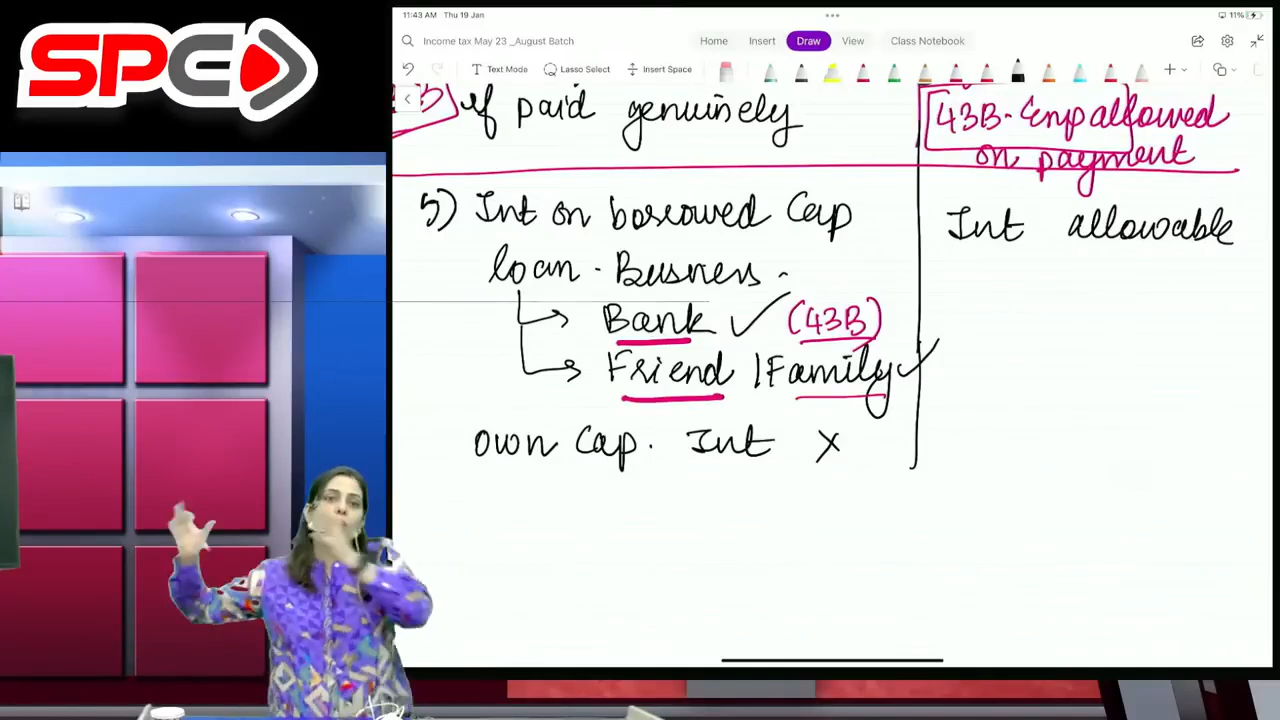 SPC
11:43 AM Thu 19 Jan
11%
Income tax May 23 _August Batch
Home Insert Draw View Class Notebook
Text Mode Lasso Select Insert Space
B) if paid genuinely
43B - Emp allowed
on payment
5) Int on borrowed Cap
Int allowable
loan - Business -
Bank ✓ (43B)
Friend | Family ✓
own Cap. Int X